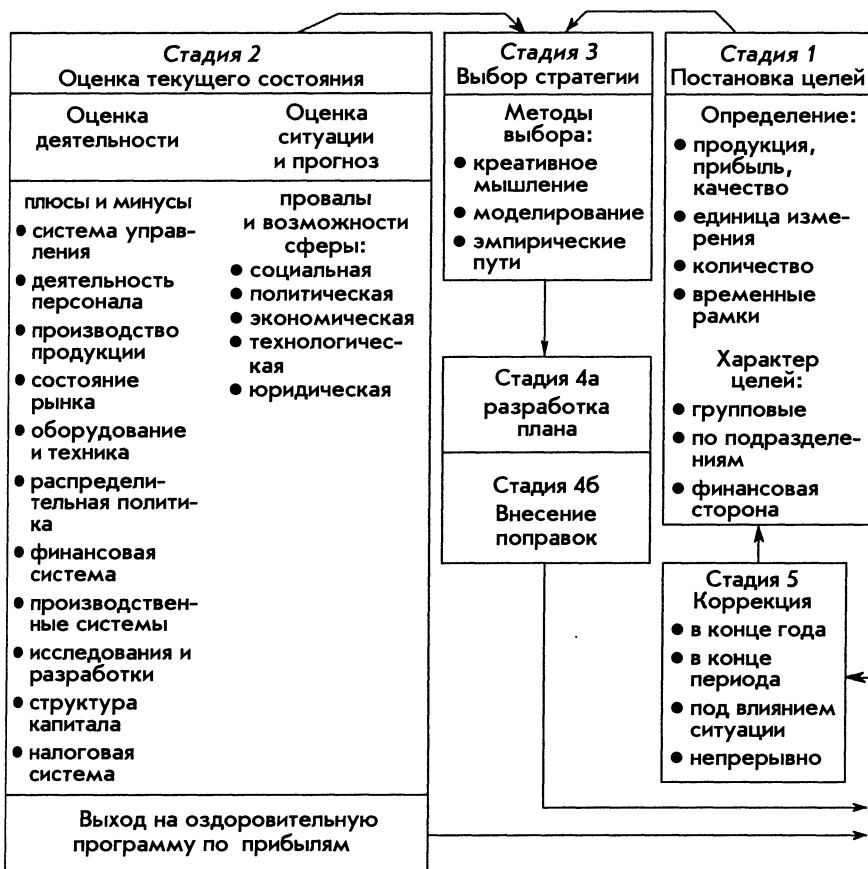 Стадия 2
Оценка текущего состояния
Оценка
деятельности
плюсы и минусы
• система управ-
ления
• деятельность
персонала
• производство
продукции
• состояние
рынка
• оборудование
и техника
• распредели-
тельная полити-
ка
• финансовая
система
• производствен-
ные системы
• исследования и
разработки
• структура
капитала
• налоговая
система
Оценка
ситуации
и прогноз
провалы
и возможности
сферы:
• социальная
• политическая
• экономическая
• технологичес-
кая
• юридическая
Выход на оздоровительную
программу по прибылям
Стадия 3
Выбор стратегии
Методы
выбора:
• креативное
мышление
• моделирование
• эмпирические
пути
Стадия 4а
разработка
плана
Стадия 4б
Внесение
поправок
Стадия 1
Постановка целей
Определение:
• продукция,
прибыль,
качество
• единица изме-
рения
• количество
• временные
рамки
Характер
целей:
• групповые
• по подразделе-
ниям
• финансовая
сторона
Стадия 5
Коррекция
• в конце года
• в конце
периода
• под влиянием
ситуации
• непрерывно